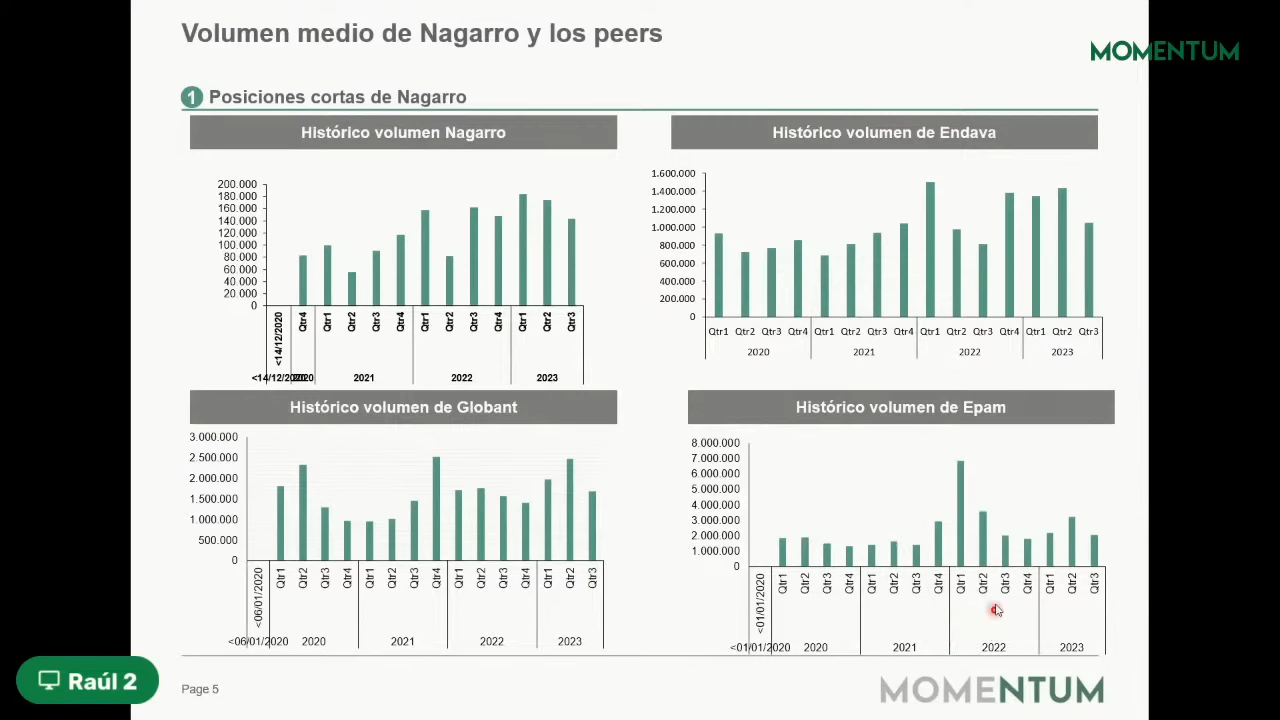 Volumen medio de Nagarro y los peers
MOMENTUM
1 Posiciones cortas de Nagarro
Histórico volumen Nagarro
200.000
180.000
160.000
140.000
120.000
100.000
80.000
60.000
40.000
20.000
0
<14/12/2020 Qtr4 Qtr1 Qtr2 Qtr3 Qtr4 Qtr1 Qtr2 Qtr3 Qtr4 Qtr1 Qtr2 Qtr3
<14/12/2020 2020 2021 2022 2023
Histórico volumen de Endava
1.600.000
1.400.000
1.200.000
1.000.000
800.000
600.000
400.000
200.000
0
Qtr1 Qtr2 Qtr3 Qtr4 Qtr1 Qtr2 Qtr3 Qtr4 Qtr1 Qtr2 Qtr3 Qtr4 Qtr1 Qtr2 Qtr3
2020 2021 2022 2023
Histórico volumen de Globant
3.000.000
2.500.000
2.000.000
1.500.000
1.000.000
500.000
0
<06/01/2020 Qtr1 Qtr2 Qtr3 Qtr4 Qtr1 Qtr2 Qtr3 Qtr4 Qtr1 Qtr2 Qtr3 Qtr4 Qtr1 Qtr2 Qtr3
<06/01/2020 2020 2021 2022 2023
Histórico volumen de Epam
8.000.000
7.000.000
6.000.000
5.000.000
4.000.000
3.000.000
2.000.000
1.000.000
0
<01/01/2020 Qtr1 Qtr2 Qtr3 Qtr4 Qtr1 Qtr2 Qtr3 Qtr4 Qtr1 Qtr2 Qtr3 Qtr4 Qtr1 Qtr2 Qtr3
<01/01/2020 2020 2021 2022 2023
Raúl 2
Page 5
MOMENTUM